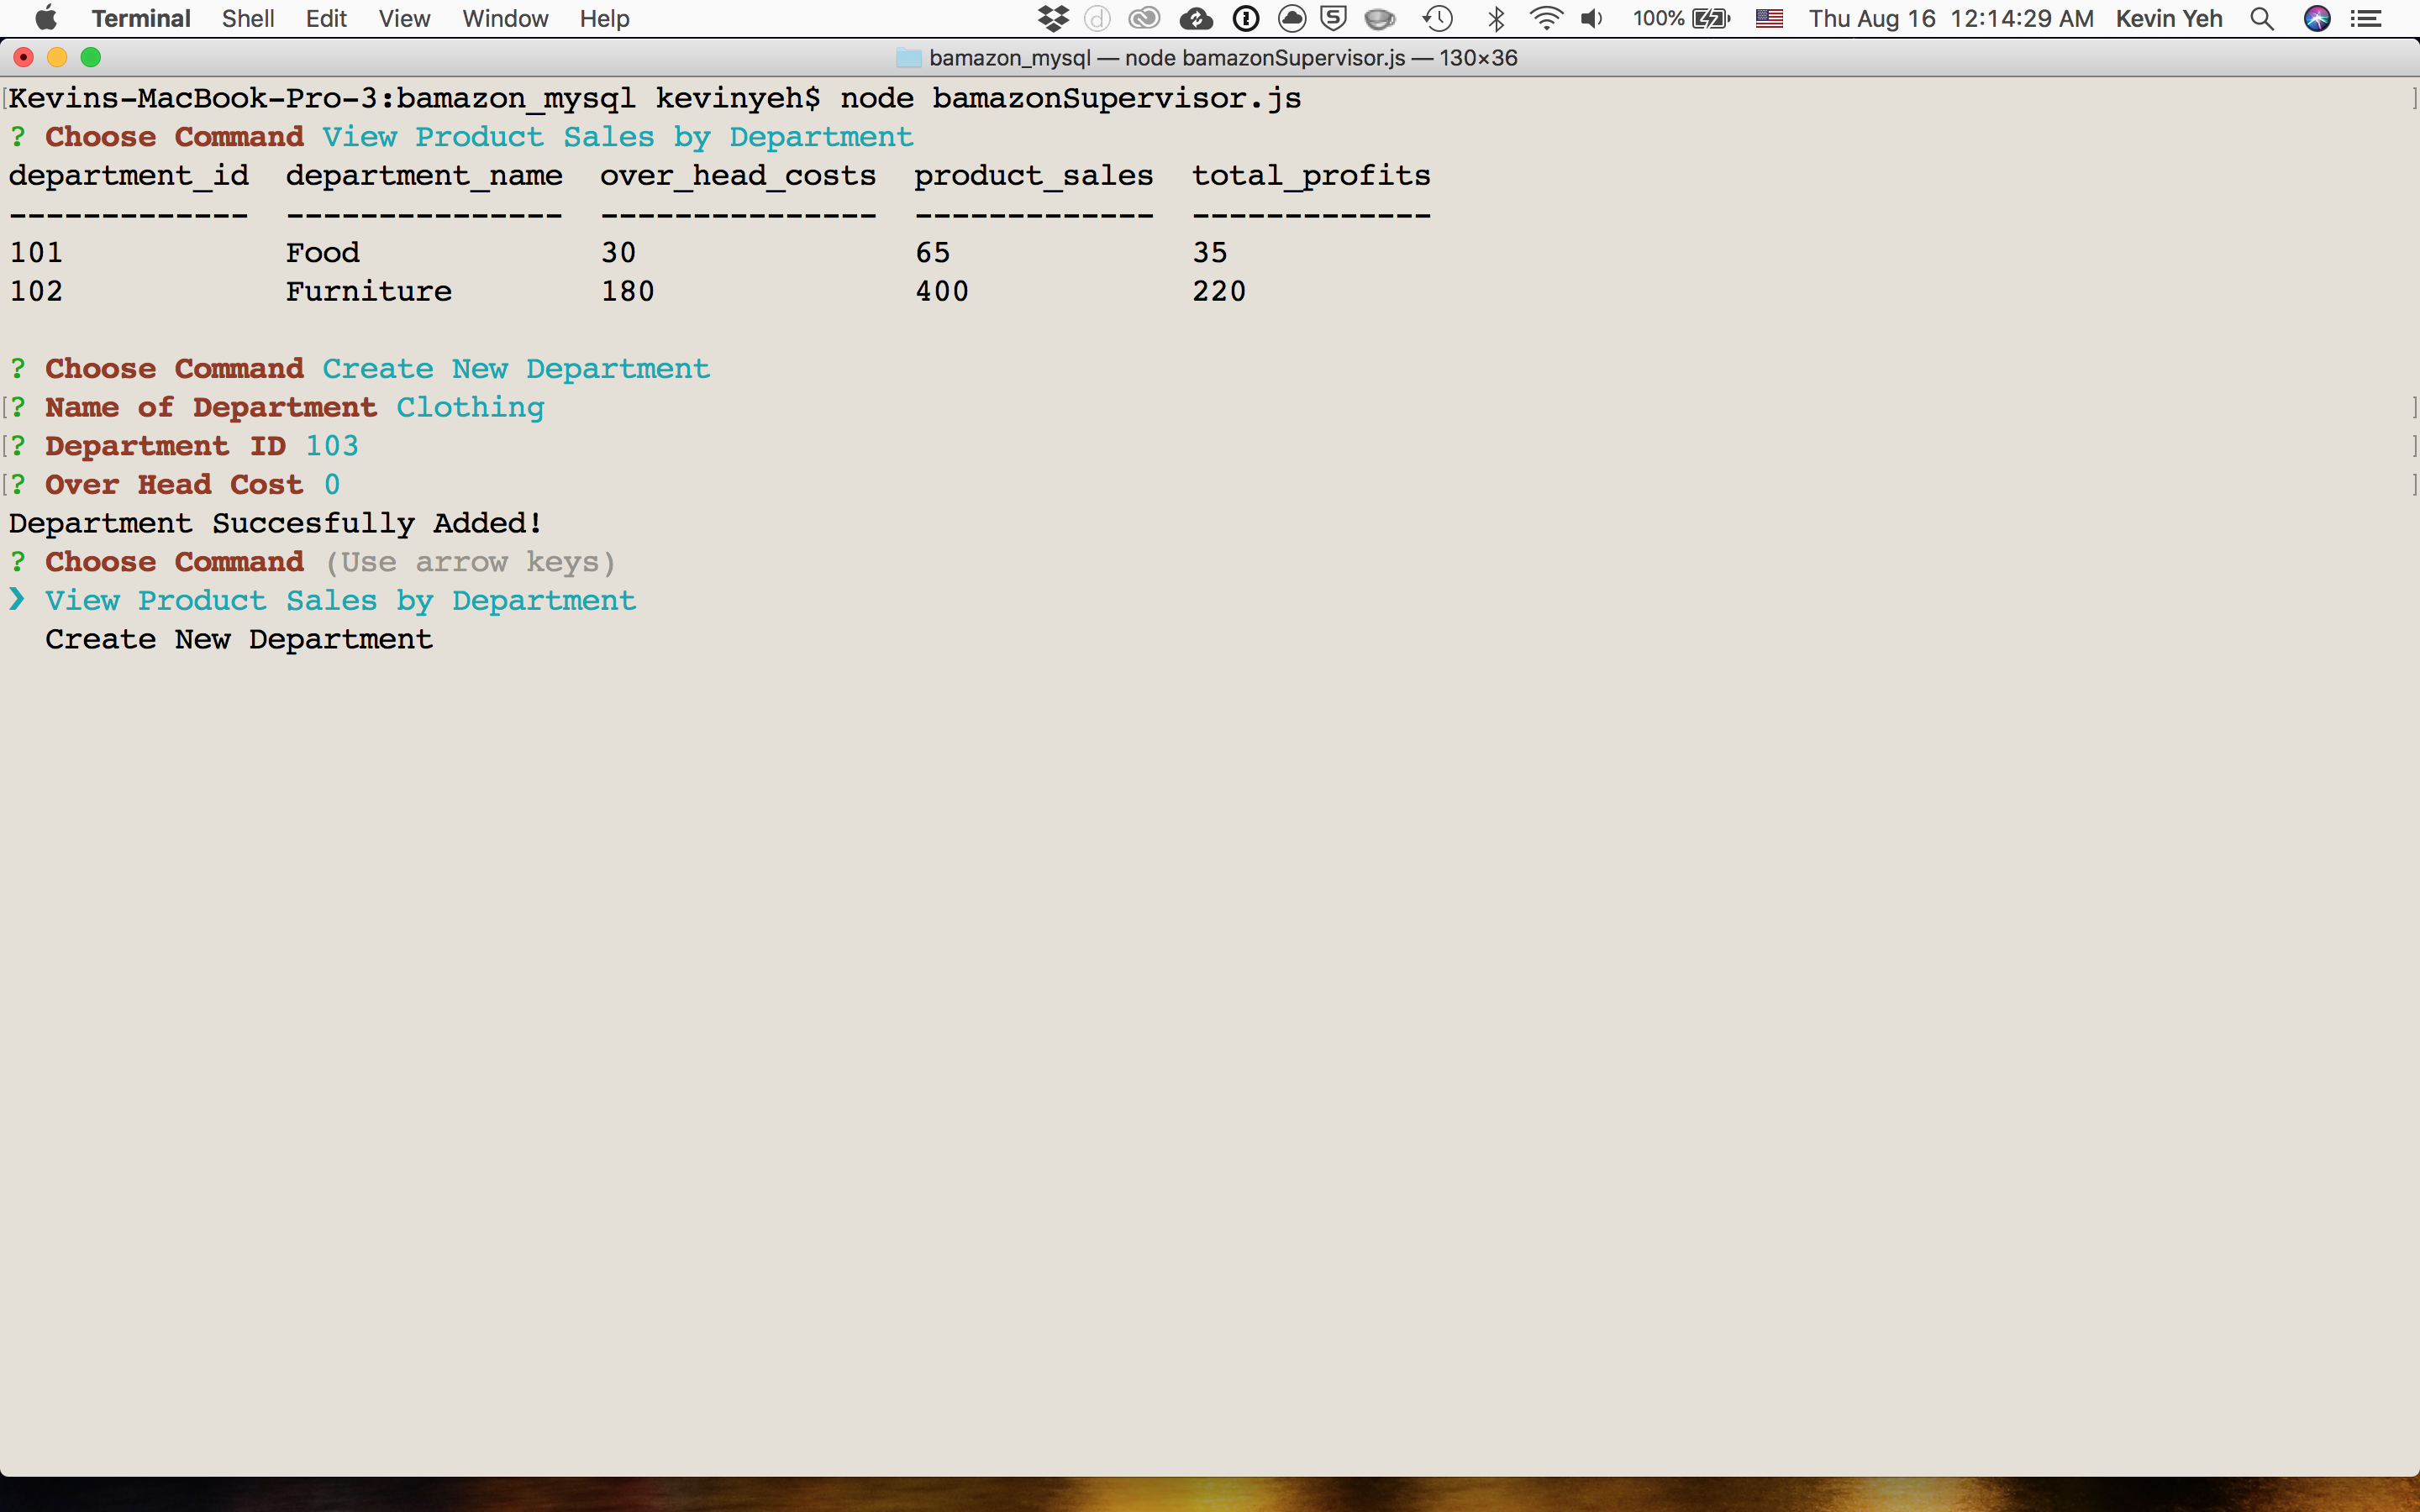 Terminal Shell Edit View Window Help 100% Thu Aug 16 12:14:29 AM Kevin Yeh
bamazon_mysql — node bamazonSupervisor.js — 130×36
[Kevins-MacBook-Pro-3:bamazon_mysql kevinyeh$ node bamazonSupervisor.js ]
? Choose Command View Product Sales by Department
department_id department_name over_head_costs product_sales total_profits
------------- --------------- --------------- ------------- -------------
101 Food 30 65 35
102 Furniture 180 400 220
? Choose Command Create New Department
[? Name of Department Clothing ]
[? Department ID 103 ]
[? Over Head Cost 0 ]
Department Succesfully Added!
? Choose Command (Use arrow keys)
❯ View Product Sales by Department
Create New Department